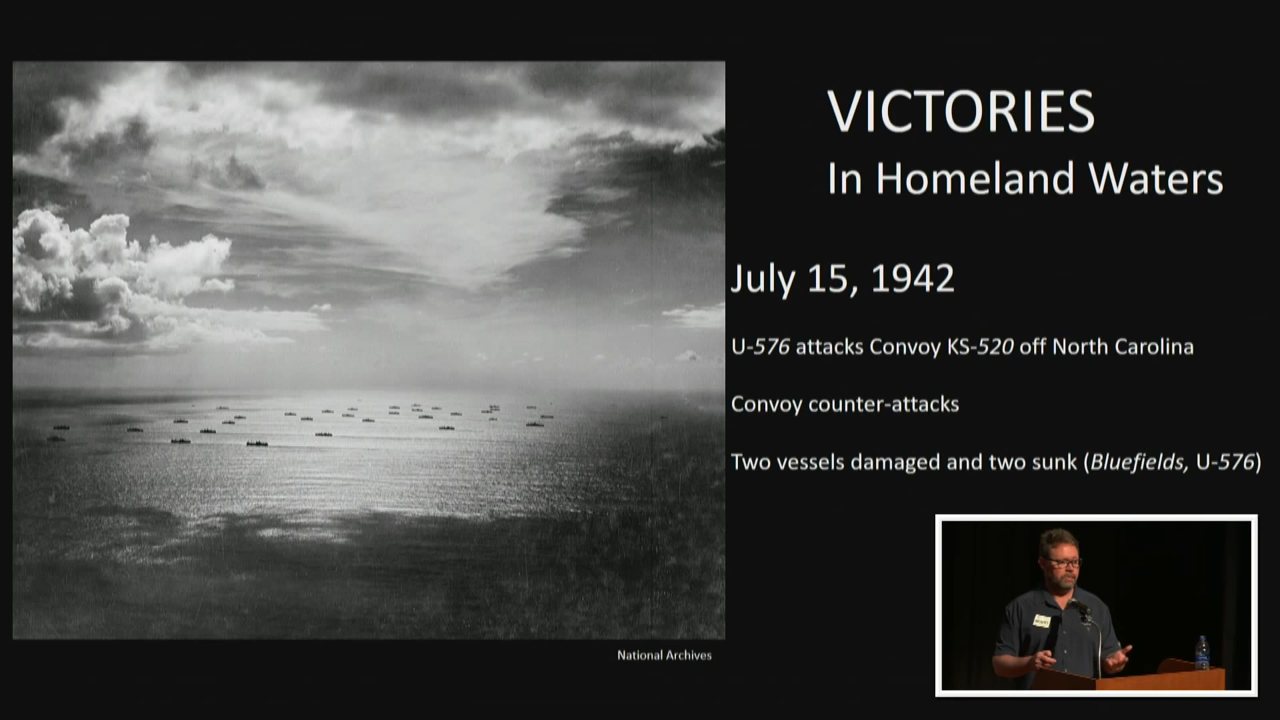 VICTORIES
In Homeland Waters
July 15, 1942
U-576 attacks Convoy KS-520 off North Carolina
Convoy counter-attacks
Two vessels damaged and two sunk (Bluefields, U-576)
National Archives